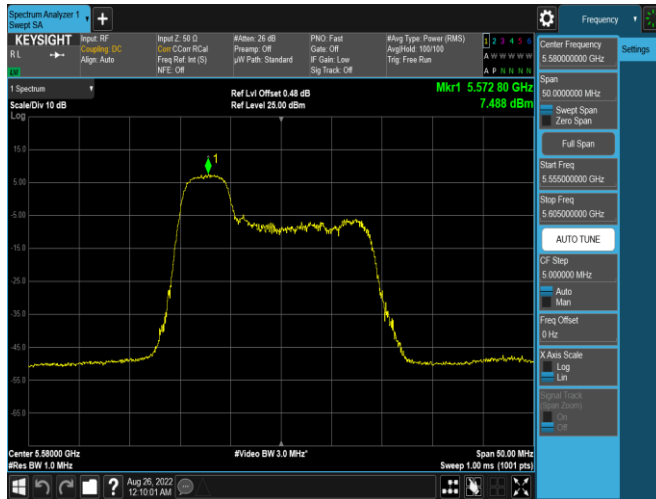 Spectrum Analyzer 1
Swept SA
+
Frequency
KEYSIGHT
RL
Input: RF
Coupling: DC
Align: Auto
Input Z: 50 Ω
Corr CCorr RCal
Freq Ref: Int (S)
NFE: Off
#Atten: 26 dB
Preamp: Off
µW Path: Standard
PNO: Fast
Gate: Off
IF Gain: Low
Sig Track: Off
#Avg Type: Power (RMS)
Avg|Hold: 100/100
Trig: Free Run
1 2 3 4 5 6
A W W W W W
A P N N N N
1 Spectrum
Scale/Div 10 dB
Log
Ref Lvl Offset 0.48 dB
Ref Level 25.00 dBm
Mkr1 5.572 80 GHz
7.488 dBm
1
15.0
5.00
-5.00
-15.0
-25.0
-35.0
-45.0
-55.0
-65.0
Center 5.58000 GHz
#Res BW 1.0 MHz
#Video BW 3.0 MHz*
Span 50.00 MHz
Sweep 1.00 ms (1001 pts)
Aug 26, 2022
12:10:01 AM
?
Settings
Center Frequency
5.580000000 GHz
Span
50.0000000 MHz
Swept Span
Zero Span
Full Span
Start Freq
5.555000000 GHz
Stop Freq
5.605000000 GHz
AUTO TUNE
CF Step
5.000000 MHz
Auto
Man
Freq Offset
0 Hz
X Axis Scale
Log
Lin
Signal Track
(Span Zoom)
On
Off